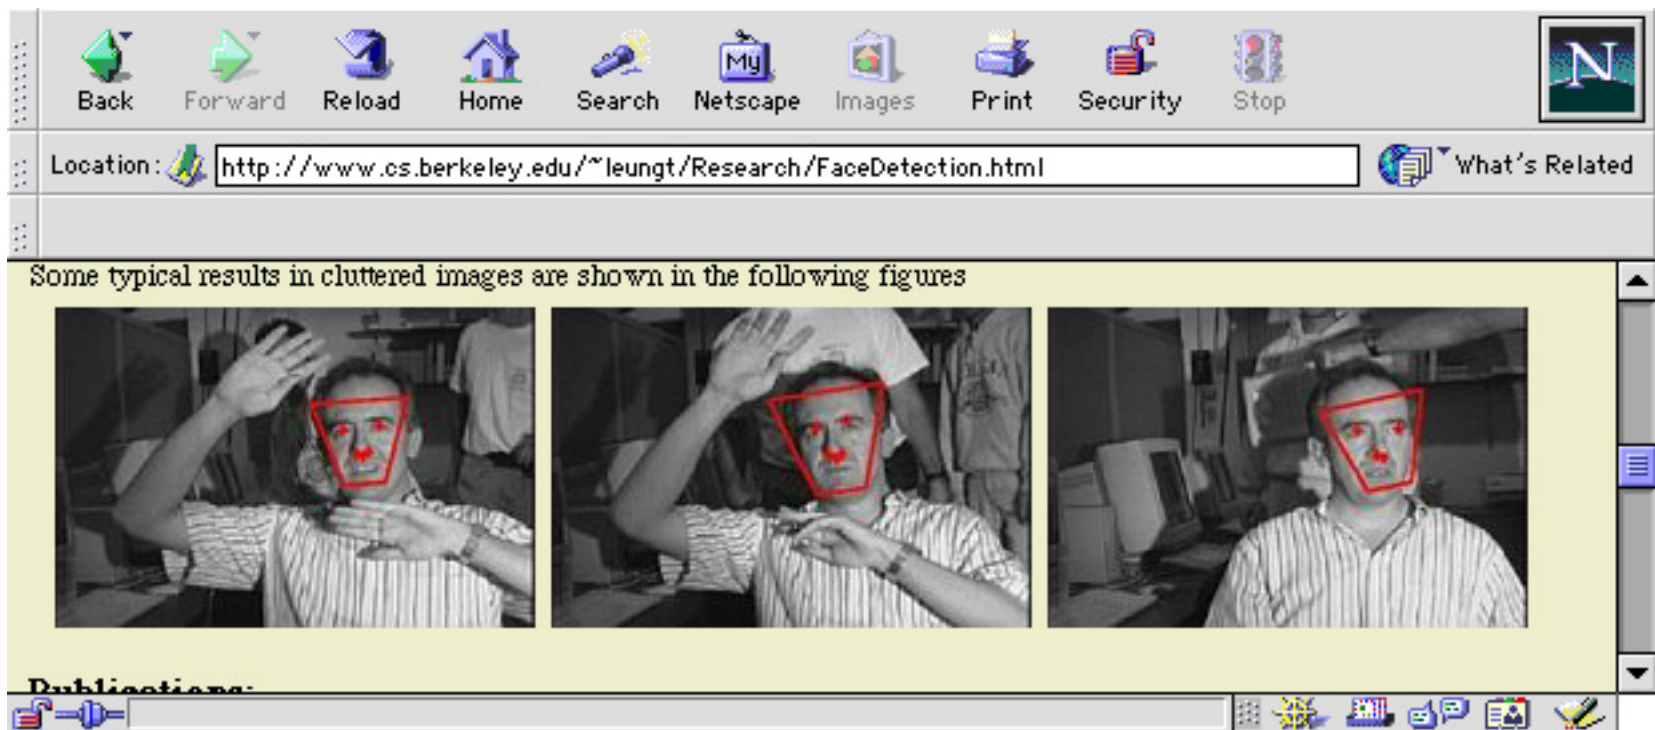 Back Forward Reload Home Search My Netscape Images Print Security Stop N
Location: http://www.cs.berkeley.edu/~leungt/Research/FaceDetection.html What's Related
Some typical results in cluttered images are shown in the following figures
Publications: